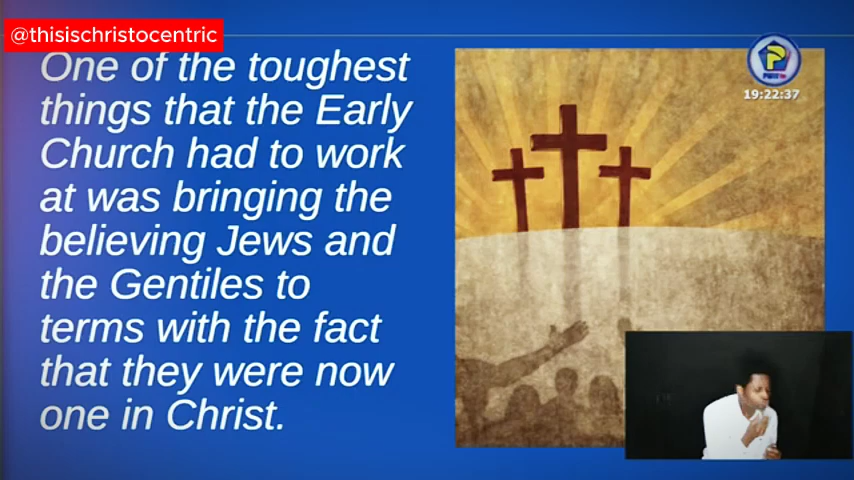 @thisischristocentric
One of the toughest
things that the Early
Church had to work
at was bringing the
believing Jews and
the Gentiles to
terms with the fact
that they were now
one in Christ.
19:22:37